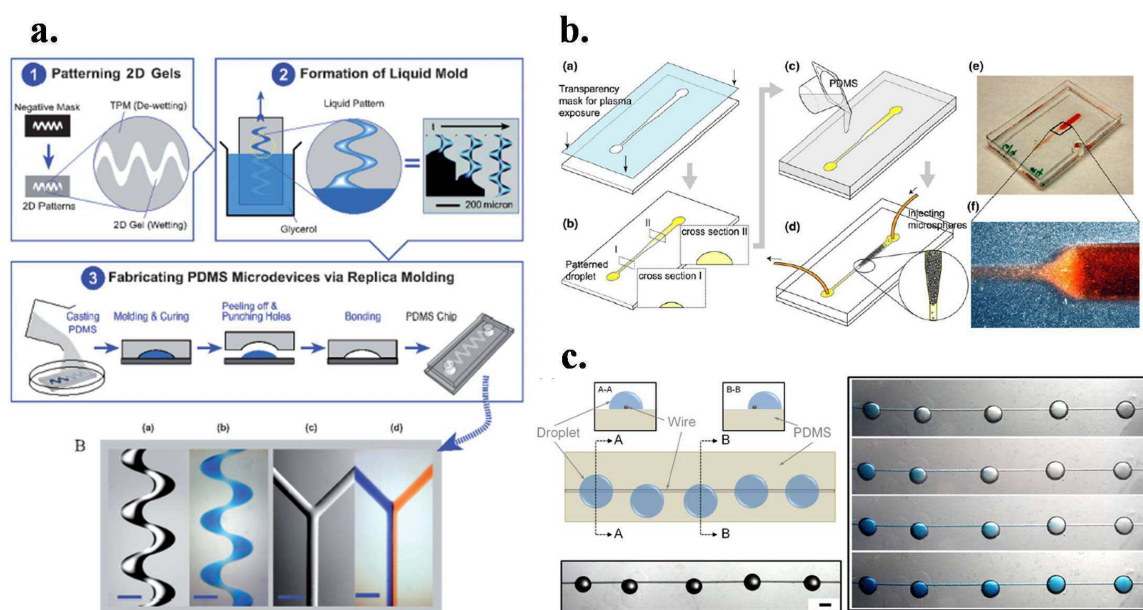 a.
1 Patterning 2D Gels
Negative Mask
TPM (De-wetting)
2D Patterns
2D Gel (Wetting)
2 Formation of Liquid Mold
Liquid Pattern
Glycerol
t
200 micron
3 Fabricating PDMS Microdevices via Replica Molding
Casting
PDMS
Molding & Curing
Peeling off &
Punching Holes
Bonding
PDMS Chip
B
(a)
(b)
(c)
(d)
b.
(a)
Transparency
mask for plasma
exposure
(b)
II
I
Patterned
droplet
cross section II
cross section I
(c)
PDMS
(d)
Injecting
microspheres
(e)
(f)
c.
A-A
B-B
Droplet
Wire
PDMS
A
B
A
B